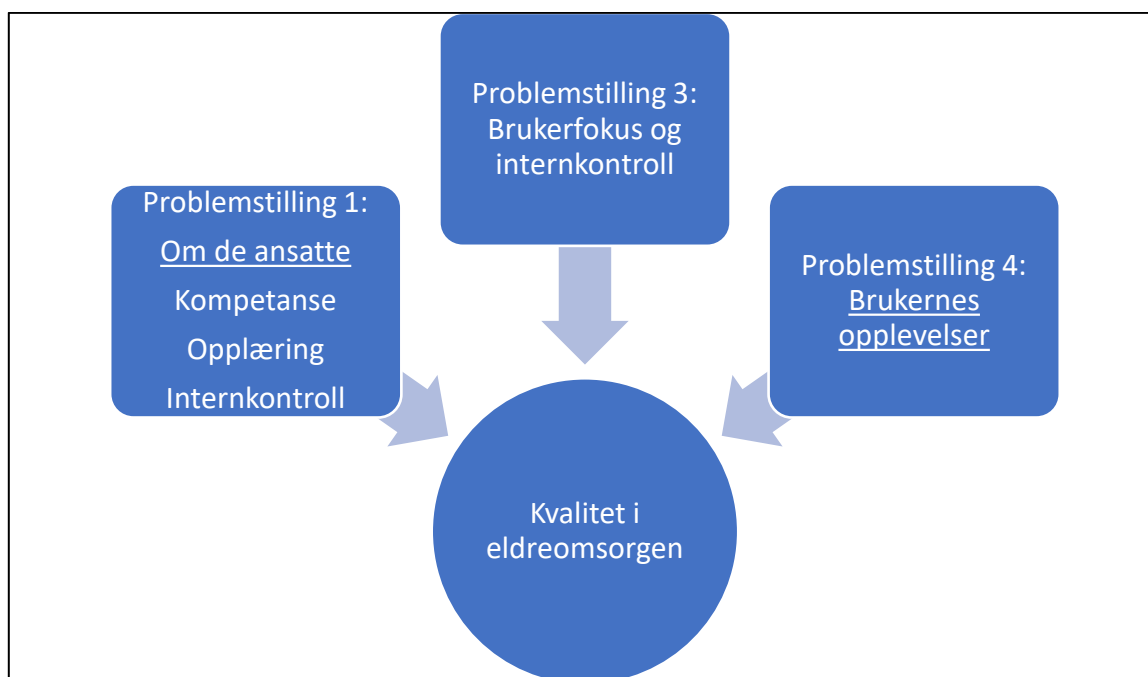 Problemstilling 1:
Om de ansatte
Kompetanse
Opplæring
Internkontroll
Problemstilling 3:
Brukerfokus og
internkontroll
Problemstilling 4:
Brukernes
opplevelser
Kvalitet i
eldreomsorgen